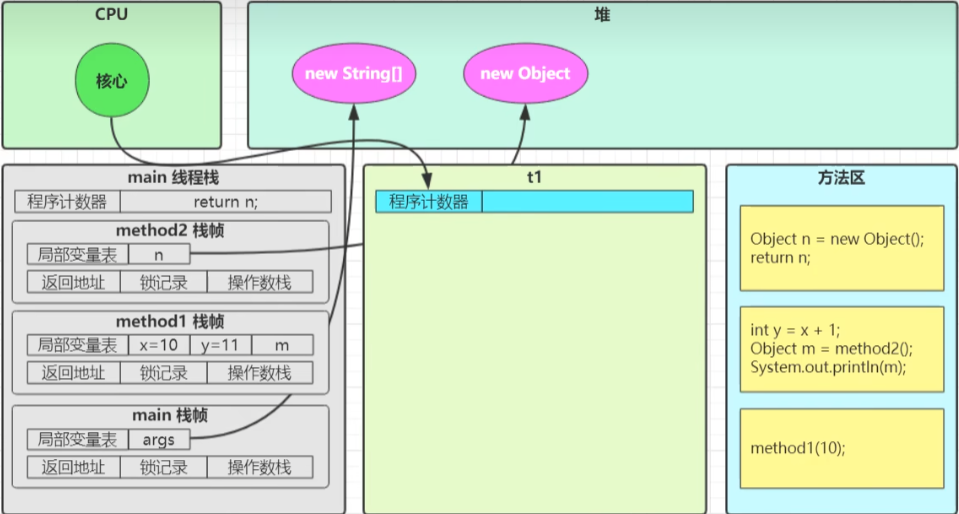 CPU
核心
堆
new String[]
new Object
main 线程栈
程序计数器
return n;
method2 栈帧
局部变量表
n
返回地址
锁记录
操作数栈
method1 栈帧
局部变量表
x=10
y=11
m
返回地址
锁记录
操作数栈
main 栈帧
局部变量表
args
返回地址
锁记录
操作数栈
t1
程序计数器
方法区
Object n = new Object();
return n;
int y = x + 1;
Object m = method2();
System.out.println(m);
method1(10);